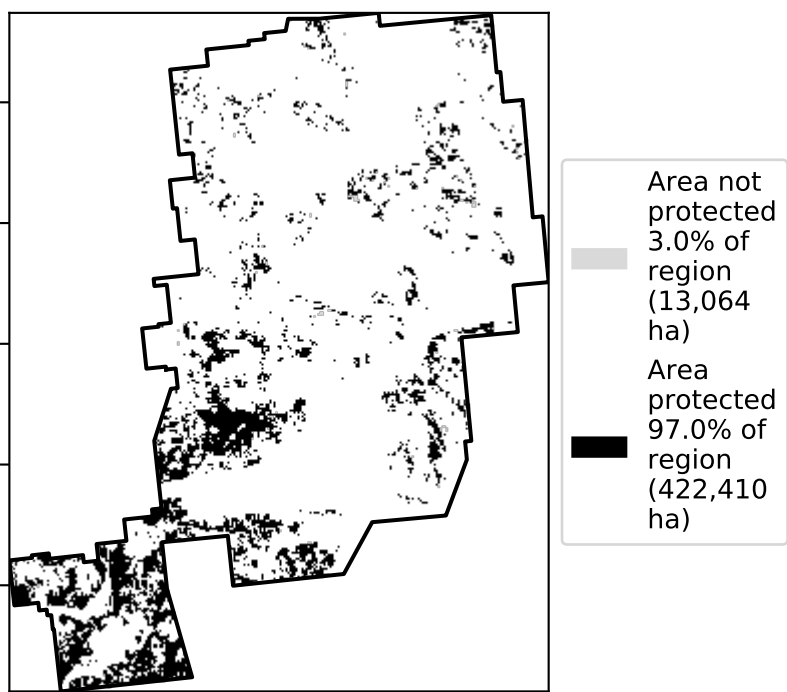 Area not
protected
3.0% of
region
(13,064
ha)
Area
protected
97.0% of
region
(422,410
ha)